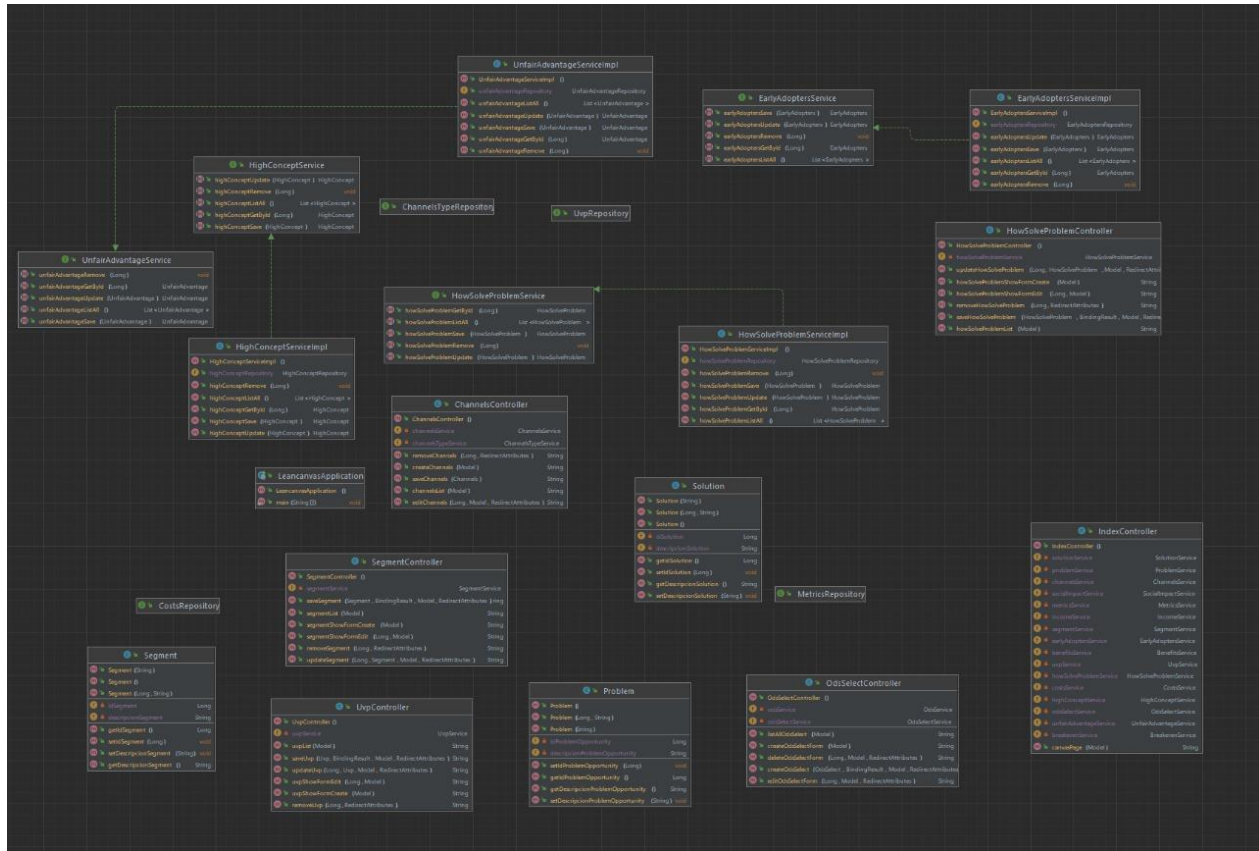 UnfairAdvantageServiceImpl
UnfairAdvantageServiceImpl ()
unfairAdvantageRepository UnfairAdvantageRepository
unfairAdvantageListAll () List <UnfairAdvantage >
unfairAdvantageUpdate (UnfairAdvantage ) UnfairAdvantage
unfairAdvantageSave (UnfairAdvantage ) UnfairAdvantage
unfairAdvantageGetById (Long) UnfairAdvantage
unfairAdvantageRemove (Long) void
EarlyAdoptersService
earlyAdoptersSave (EarlyAdopters ) EarlyAdopters
earlyAdoptersUpdate (EarlyAdopters ) EarlyAdopters
earlyAdoptersRemove (Long) void
earlyAdoptersGetById (Long) EarlyAdopters
earlyAdoptersListAll () List <EarlyAdopters >
EarlyAdoptersServiceImpl
EarlyAdoptersServiceImpl ()
earlyAdoptersRepository EarlyAdoptersRepository
earlyAdoptersUpdate (EarlyAdopters ) EarlyAdopters
earlyAdoptersSave (EarlyAdopters ) EarlyAdopters
earlyAdoptersListAll () List <EarlyAdopters >
earlyAdoptersGetById (Long) EarlyAdopters
earlyAdoptersRemove (Long) void
HighConceptService
highConceptUpdate (HighConcept ) HighConcept
highConceptRemove (Long) void
highConceptListAll () List <HighConcept >
highConceptGetById (Long) HighConcept
highConceptSave (HighConcept ) HighConcept
ChannelsTypeRepository
UvpRepository
HowSolveProblemController
HowSolveProblemController ()
howSolveProblemService HowSolveProblemService
updateHowSolveProblem (Long, HowSolveProblem , Model, RedirectAttri
howSolveProblemShowFormCreate (Model)
howSolveProblemShowFormEdit (Long, Model)
removeHowSolveProblem (Long, RedirectAttributes )
saveHowSolveProblem (HowSolveProblem , BindingResult , Model, Redirec
howSolveProblemList (Model)
UnfairAdvantageService
unfairAdvantageRemove (Long) void
unfairAdvantageGetById (Long) UnfairAdvantage
unfairAdvantageUpdate (UnfairAdvantage ) UnfairAdvantage
unfairAdvantageListAll () List <UnfairAdvantage >
unfairAdvantageSave (UnfairAdvantage ) UnfairAdvantage
HowSolveProblemService
howSolveProblemGetById (Long) HowSolveProblem
howSolveProblemListAll () List <HowSolveProblem >
howSolveProblemSave (HowSolveProblem ) HowSolveProblem
howSolveProblemRemove (Long) void
howSolveProblemUpdate (HowSolveProblem ) HowSolveProblem
HowSolveProblemServiceImpl
HowSolveProblemServiceImpl ()
howSolveProblemRepository HowSolveProblemRepository
howSolveProblemRemove (Long) void
howSolveProblemSave (HowSolveProblem ) HowSolveProblem
howSolveProblemUpdate (HowSolveProblem ) HowSolveProblem
howSolveProblemGetById (Long) HowSolveProblem
howSolveProblemListAll () List <HowSolveProblem >
HighConceptServiceImpl
HighConceptServiceImpl ()
highConceptRepository HighConceptRepository
highConceptRemove (Long) void
highConceptListAll () List <HighConcept >
highConceptGetById (Long) HighConcept
highConceptSave (HighConcept ) HighConcept
highConceptUpdate (HighConcept ) HighConcept
ChannelsController
ChannelsController ()
channelsService ChannelsService
channelsTypeService ChannelsTypeService
removeChannels (Long, RedirectAttributes ) String
createChannels (Model) String
saveChannels (Channels ) String
channelsList (Model) String
editChannels (Long, Model, RedirectAttributes ) String
LeancanvasApplication
LeancanvasApplication ()
main (String []) void
Solution
Solution (String)
Solution (Long, String)
Solution ()
idSolution Long
descripcionSolution String
getIdSolution () Long
setIdSolution (Long) void
getDescripcionSolution () String
setDescripcionSolution (String) void
IndexController
IndexController ()
solutionService SolutionService
problemService ProblemService
channelsService ChannelsService
socialImpactService SocialImpactService
metricsService MetricsService
incomeService IncomeService
segmentService SegmentService
earlyAdoptersService EarlyAdoptersService
benefitsService BenefitsService
uvpService UvpService
howSolveProblemService HowSolveProblemService
costsService CostsService
highConceptService HighConceptService
odsSelectService OdsSelectService
unfairAdvantageService UnfairAdvantageService
breakevenService BreakevenService
canvasPage (Model) String
SegmentController
SegmentController ()
segmentService SegmentService
saveSegment (Segment , BindingResult , Model, RedirectAttributes ) ring
segmentList (Model) String
segmentShowFormCreate (Model) String
segmentShowFormEdit (Long, Model) String
removeSegment (Long, RedirectAttributes ) String
updateSegment (Long, Segment , Model, RedirectAttributes ) String
MetricsRepository
CostsRepository
Segment
Segment (String)
Segment ()
Segment (Long, String)
idSegment Long
descripcionSegment String
getIdSegment () Long
setIdSegment (Long) void
setDescripcionSegment (String) void
getDescripcionSegment () String
UvpController
UvpController ()
uvpService UvpService
uvpList (Model) String
saveUvp (Uvp, BindingResult , Model, RedirectAttributes ) String
updateUvp (Long, Uvp, Model, RedirectAttributes ) String
uvpShowFormEdit (Long, Model) String
uvpShowFormCreate (Model) String
removeUvp (Long, RedirectAttributes ) String
Problem
Problem ()
Problem (Long, String)
Problem (String)
idProblemOpportunity Long
descripcionProblemOpportunity String
setIdProblemOpportunity (Long) void
getIdProblemOpportunity () Long
getDescripcionProblemOpportunity () String
setDescripcionProblemOpportunity (String) void
OdsSelectController
OdsSelectController ()
odsService OdsService
odsSelectService OdsSelectService
listAllOdsSelect (Model) String
createOdsSelectForm (Model) String
deleteOdsSelectForm (Long, Model, RedirectAttributes ) String
createOdsSelect (OdsSelect , BindingResult , Model, RedirectAttributes
editOdsSelectForm (Long, Model, RedirectAttributes ) String